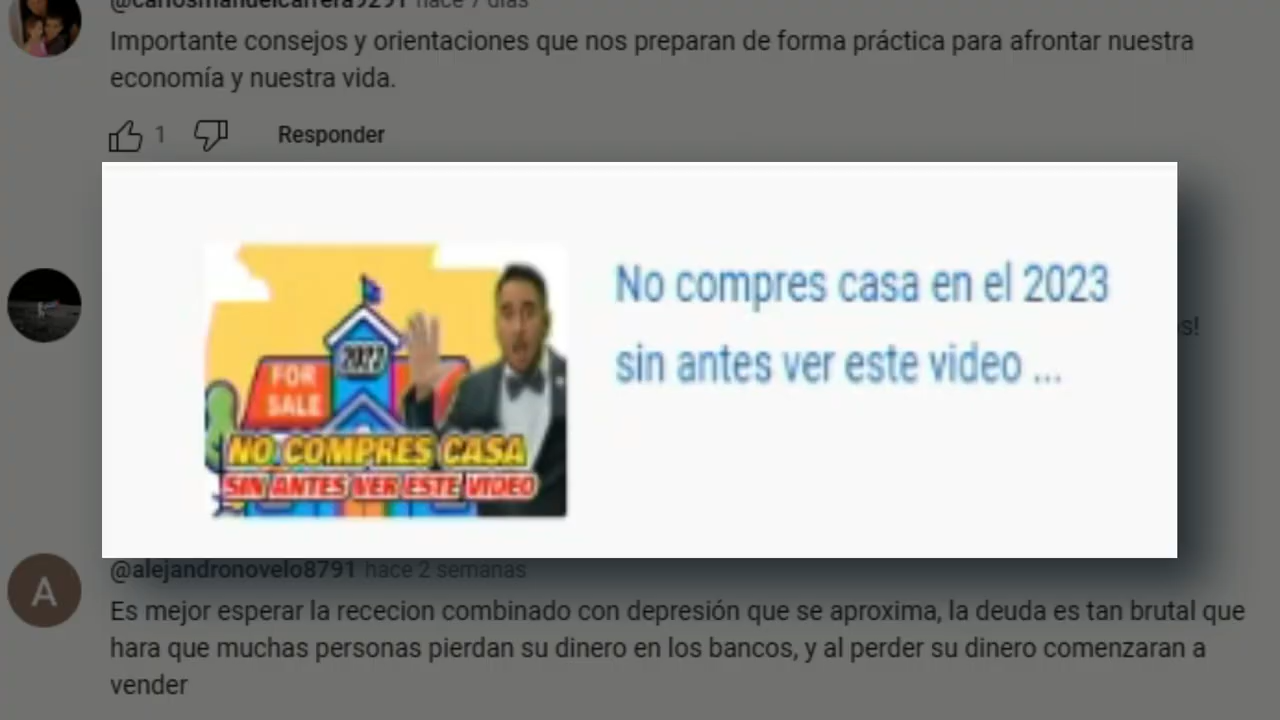 hace 7 días
Importante consejos y orientaciones que nos preparan de forma práctica para afrontar nuestra
economía y nuestra vida.
1
Responder
No compres casa en el 2023
sin antes ver este video ...
2023
FOR
SALE
NO COMPRES CASA
SIN ANTES VER ESTE VIDEO
s!
A
@alejandronovelo8791 hace 2 semanas
Es mejor esperar la rececion combinado con depresión que se aproxima, la deuda es tan brutal que
hara que muchas personas pierdan su dinero en los bancos, y al perder su dinero comenzaran a
vender